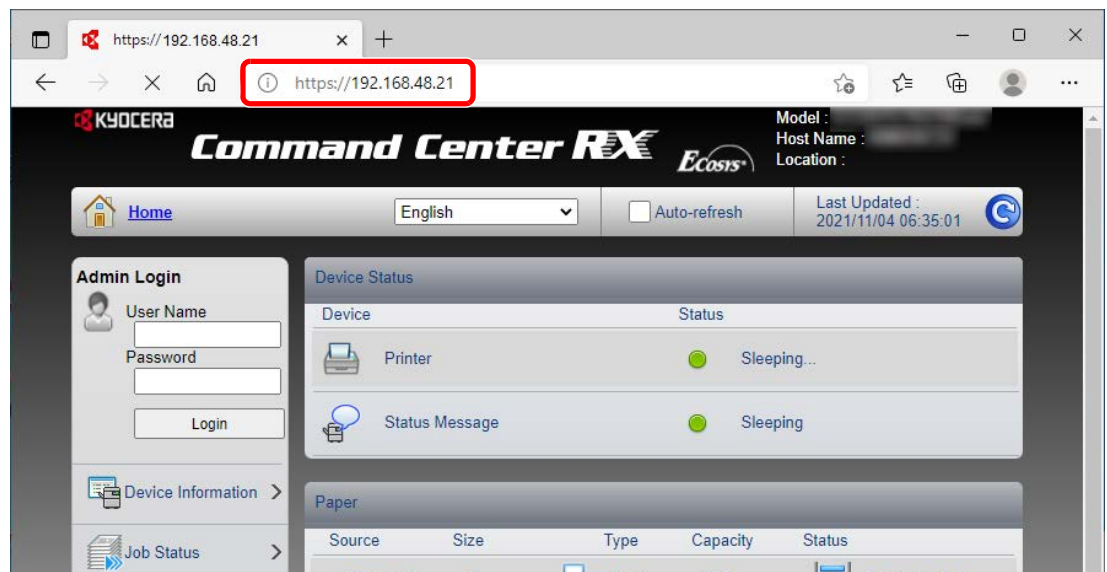 https://192.168.48.21
https://192.168.48.21
KYOCERA
Command Center RX
Ecosys
Model :
Host Name :
Location :
Home
English
Auto-refresh
Last Updated :
2021/11/04 06:35:01
Admin Login
User Name
Password
Login
Device Information
Job Status
Device Status
Device Status
Printer Sleeping...
Status Message Sleeping
Paper
Source Size Type Capacity Status